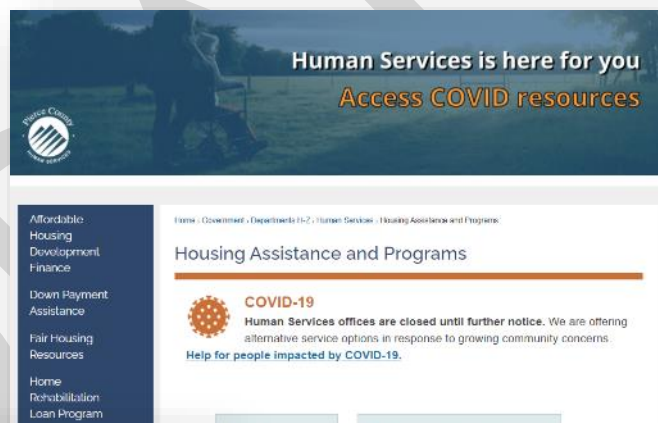 Human Services is here for you
Access COVID resources
Pierce County
HUMAN SERVICES
Affordable
Housing
Development
Finance
Down Payment
Assistance
Fair Housing
Resources
Home
Rehabilitation
Loan Program
Home › Government › Departments H-Z › Human Services › Housing Assistance and Programs
Housing Assistance and Programs
COVID-19
Human Services offices are closed until further notice. We are offering
alternative service options in response to growing community concerns.
Help for people impacted by COVID-19.